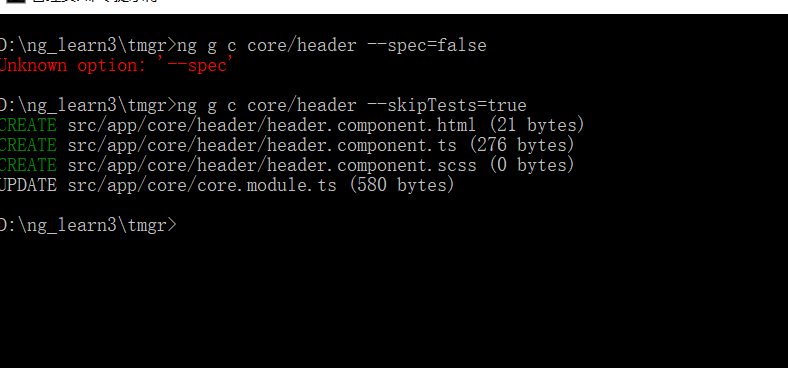 D:\ng_learn3\tmgr>ng g c core/header --spec=false
Unknown option: '--spec'
D:\ng_learn3\tmgr>ng g c core/header --skipTests=true
CREATE src/app/core/header/header.component.html (21 bytes)
CREATE src/app/core/header/header.component.ts (276 bytes)
CREATE src/app/core/header/header.component.scss (0 bytes)
UPDATE src/app/core/core.module.ts (580 bytes)
D:\ng_learn3\tmgr>